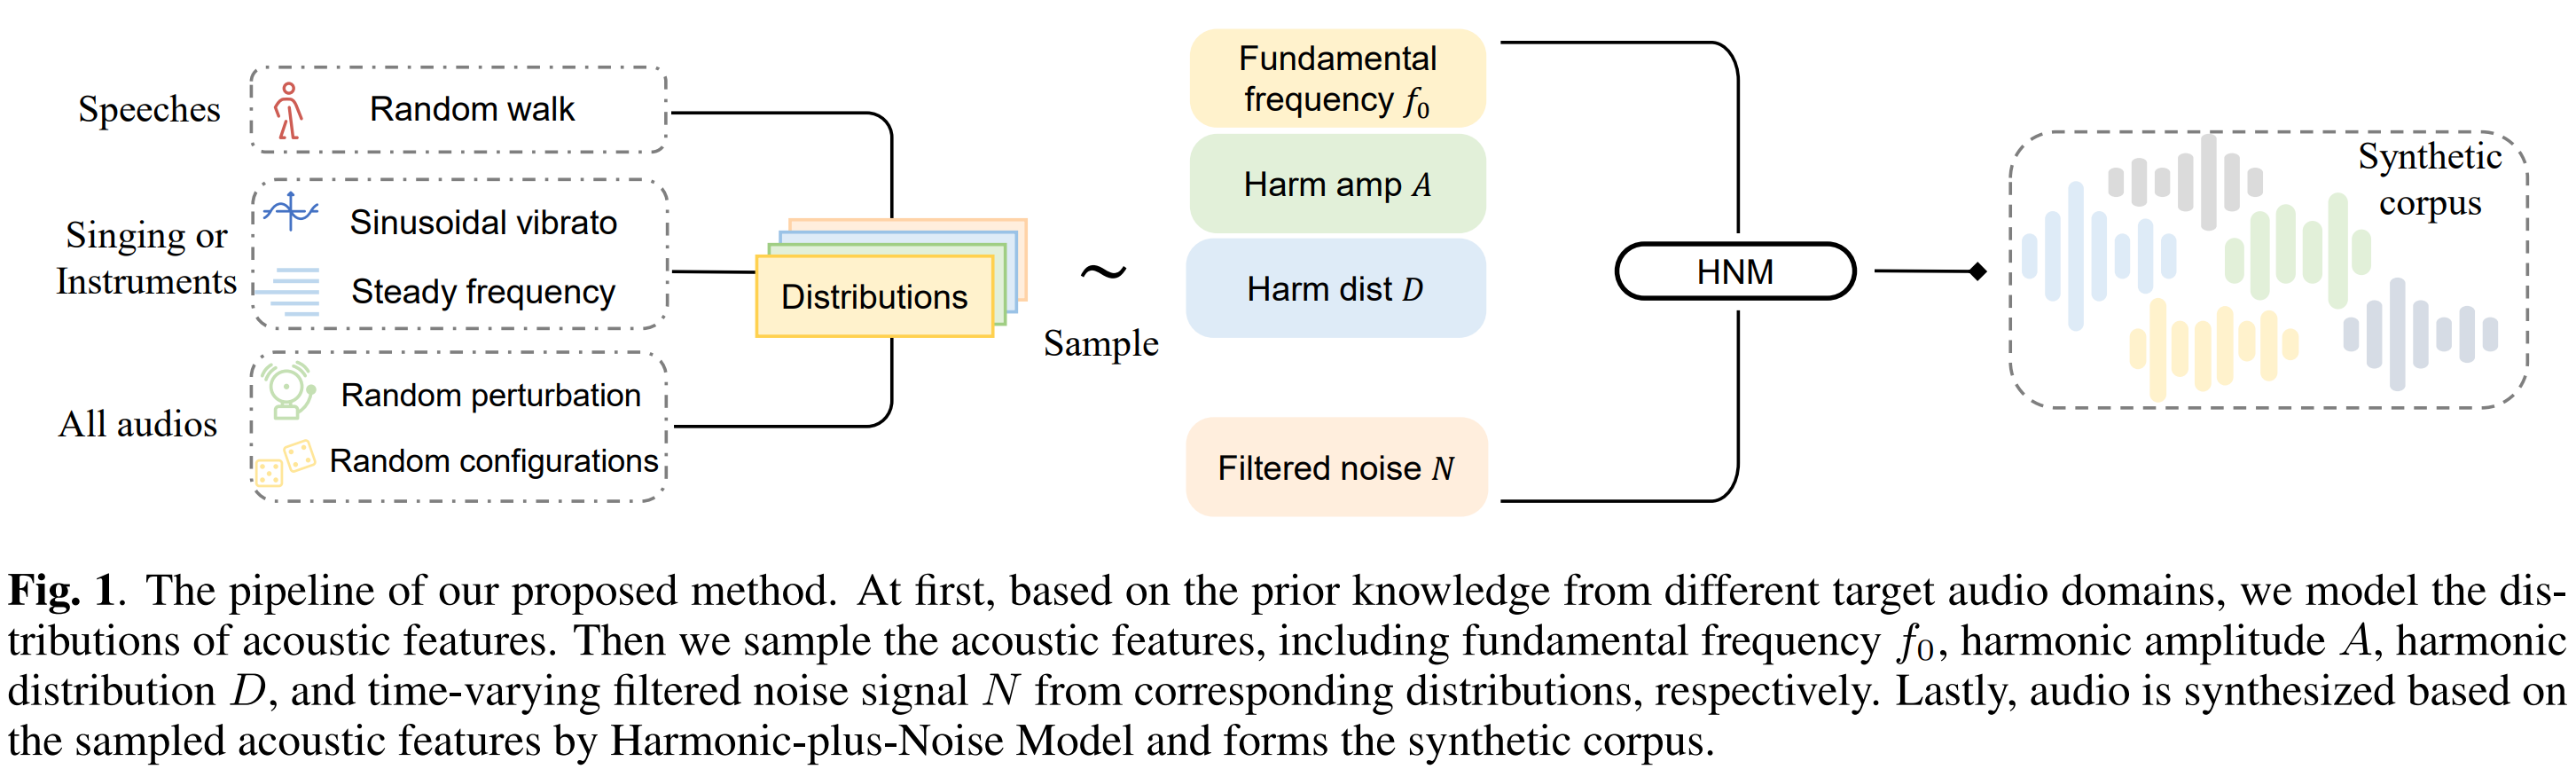 Speeches
Random walk
Singing or
Instruments
Sinusoidal vibrato
Steady frequency
All audios
Random perturbation
Random configurations
Distributions
~
Sample
Fundamental
frequency f₀
Harm amp A
Harm dist D
Filtered noise N
HNM
Synthetic
corpus
Fig. 1. The pipeline of our proposed method. At first, based on the prior knowledge from different target audio domains, we model the dis-
tributions of acoustic features. Then we sample the acoustic features, including fundamental frequency f₀, harmonic amplitude A, harmonic
distribution D, and time-varying filtered noise signal N from corresponding distributions, respectively. Lastly, audio is synthesized based on
the sampled acoustic features by Harmonic-plus-Noise Model and forms the synthetic corpus.